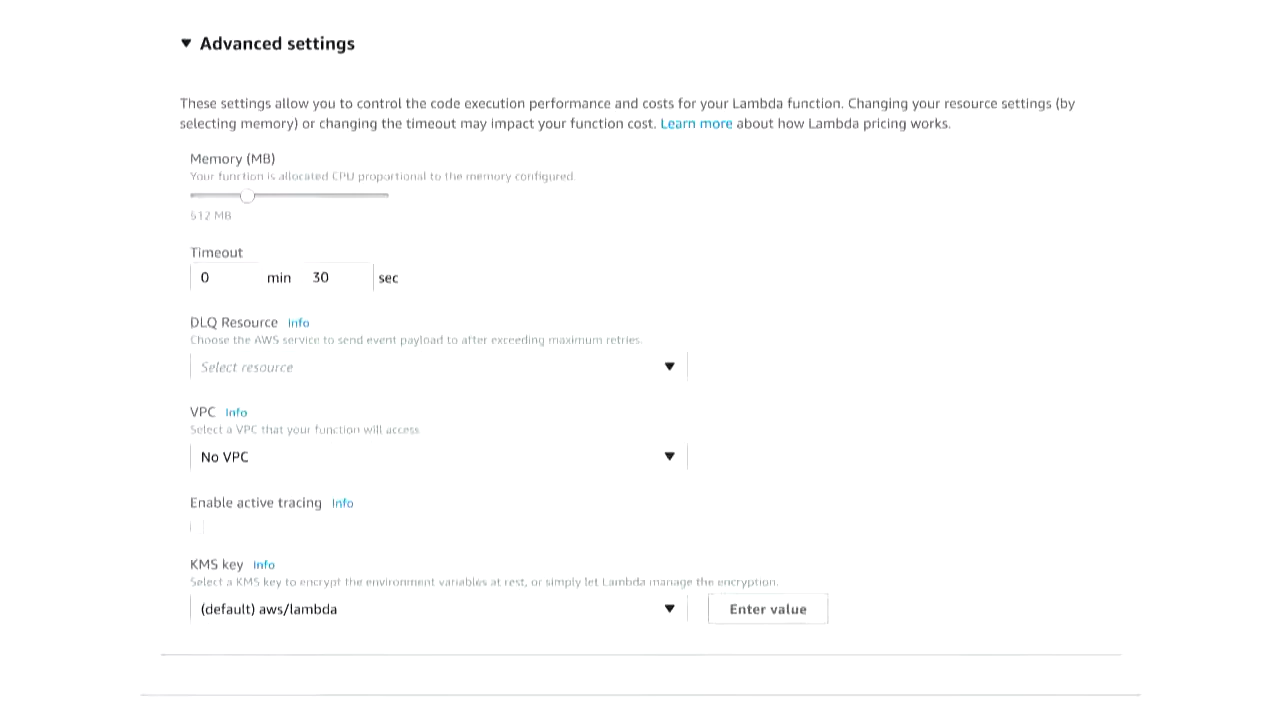 Advanced settings
These settings allow you to control the code execution performance and costs for your Lambda function. Changing your resource settings (by
selecting memory) or changing the timeout may impact your function cost. Learn more about how Lambda pricing works.
Memory (MB)
Your function is allocated CPU proportional to the memory configured.
512 MB
Timeout
0 min 30 sec
DLQ Resource Info
Choose the AWS service to send event payload to after exceeding maximum retries.
Select resource
VPC Info
Select a VPC that your function will access.
No VPC
Enable active tracing Info
KMS key Info
Select a KMS key to encrypt the environment variables at rest, or simply let Lambda manage the encryption.
(default) aws/lambda Enter value